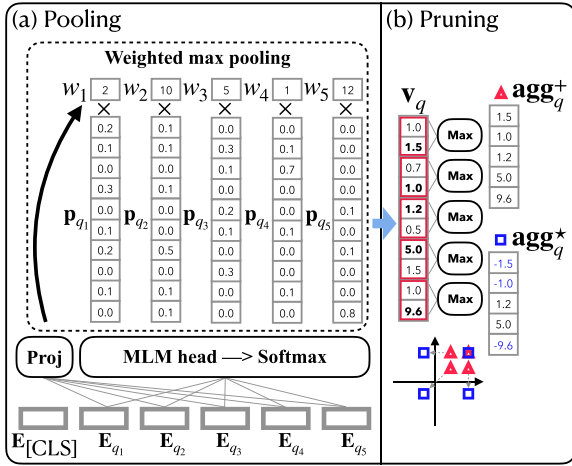 (a) Pooling
Weighted max pooling
w1 2 w2 10 w3 5 w4 1 w5 12
× × × × ×
0.2 0.1 0.0 0.0 0.0
0.1 0.1 0.3 0.1 0.0
0.0 0.0 0.1 0.7 0.0
0.3 0.1 0.0 0.0 0.0
0.0 0.0 0.2 0.0 0.1
pq1 pq2 pq3 pq4 pq5
0.1 0.1 0.1 0.1 0.0
0.2 0.5 0.0 0.0 0.1
0.0 0.0 0.3 0.0 0.0
0.1 0.1 0.0 0.1 0.0
0.0 0.0 0.0 0.0 0.8
Proj
MLM head —> Softmax
E[CLS] Eq1 Eq2 Eq3 Eq4 Eq5
(b) Pruning
vq
1.0
1.5
0.7
1.0
1.2
0.5
5.0
1.5
1.0
9.6
Max
Max
Max
Max
Max
agg+q
1.5
1.0
1.2
5.0
9.6
agg⋆q
-1.5
-1.0
1.2
5.0
-9.6